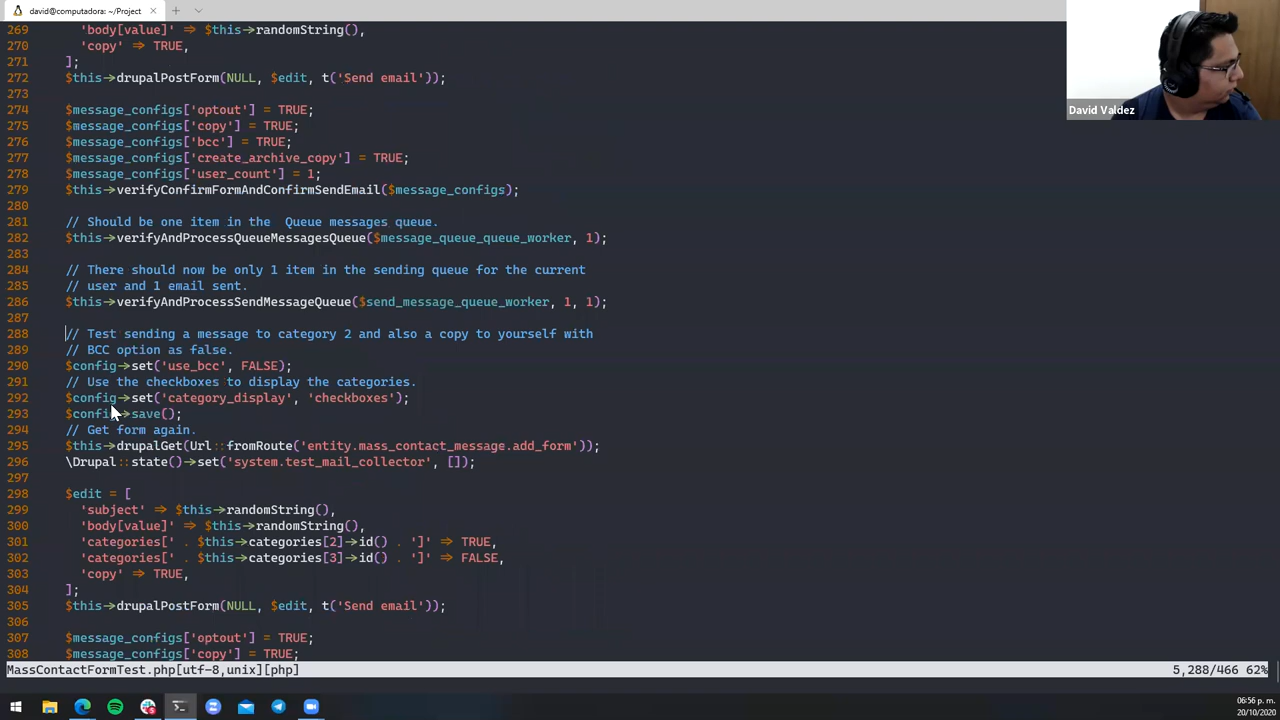 david@computadora: ~/Project
269 'body[value]' => $this->randomString(),
270 'copy' => TRUE,
271 ];
272 $this->drupalPostForm(NULL, $edit, t('Send email'));
273
274 $message_configs['optout'] = TRUE;
275 $message_configs['copy'] = TRUE;
276 $message_configs['bcc'] = TRUE;
277 $message_configs['create_archive_copy'] = TRUE;
278 $message_configs['user_count'] = 1;
279 $this->verifyConfirmFormAndConfirmSendEmail($message_configs);
280
281 // Should be one item in the  Queue messages queue.
282 $this->verifyAndProcessQueueMessagesQueue($message_queue_queue_worker, 1);
283
284 // There should now be only 1 item in the sending queue for the current
285 // user and 1 email sent.
286 $this->verifyAndProcessSendMessageQueue($send_message_queue_worker, 1, 1);
287
288 // Test sending a message to category 2 and also a copy to yourself with
289 // BCC option as false.
290 $config->set('use_bcc', FALSE);
291 // Use the checkboxes to display the categories.
292 $config->set('category_display', 'checkboxes');
293 $config->save();
294 // Get form again.
295 $this->drupalGet(Url::fromRoute('entity.mass_contact_message.add_form'));
296 \Drupal::state()->set('system.test_mail_collector', []);
297
298 $edit = [
299 'subject' => $this->randomString(),
300 'body[value]' => $this->randomString(),
301 'categories[' . $this->categories[2]->id() . ']' => TRUE,
302 'categories[' . $this->categories[3]->id() . ']' => FALSE,
303 'copy' => TRUE,
304 ];
305 $this->drupalPostForm(NULL, $edit, t('Send email'));
306
307 $message_configs['optout'] = TRUE;
308 $message_configs['copy'] = TRUE;
MassContactFormTest.php[utf-8,unix][php] 5,288/466 62%
David Valdez
06:56 p. m.
20/10/2020